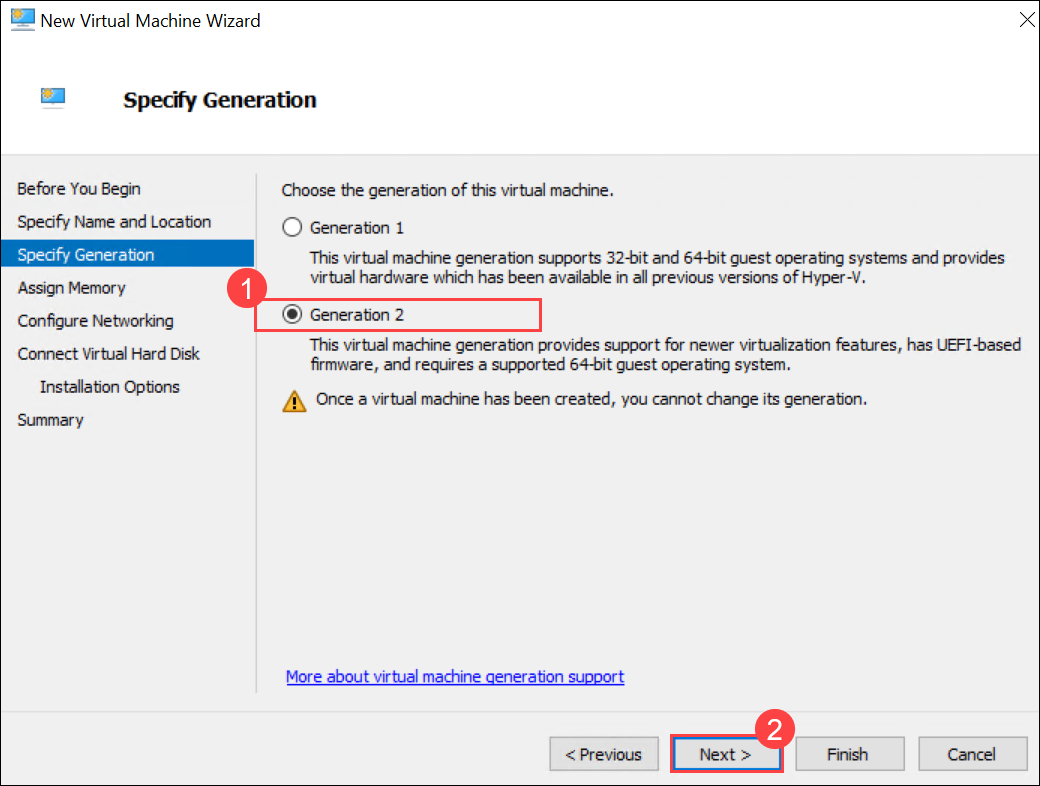 New Virtual Machine Wizard
Specify Generation
Before You Begin
Specify Name and Location
Specify Generation
Assign Memory
Configure Networking
Connect Virtual Hard Disk
Installation Options
Summary
Choose the generation of this virtual machine.
Generation 1
This virtual machine generation supports 32-bit and 64-bit guest operating systems and provides
virtual hardware which has been available in all previous versions of Hyper-V.
1
Generation 2
This virtual machine generation provides support for newer virtualization features, has UEFI-based
firmware, and requires a supported 64-bit guest operating system.
Once a virtual machine has been created, you cannot change its generation.
More about virtual machine generation support
2
< Previous
Next >
Finish
Cancel